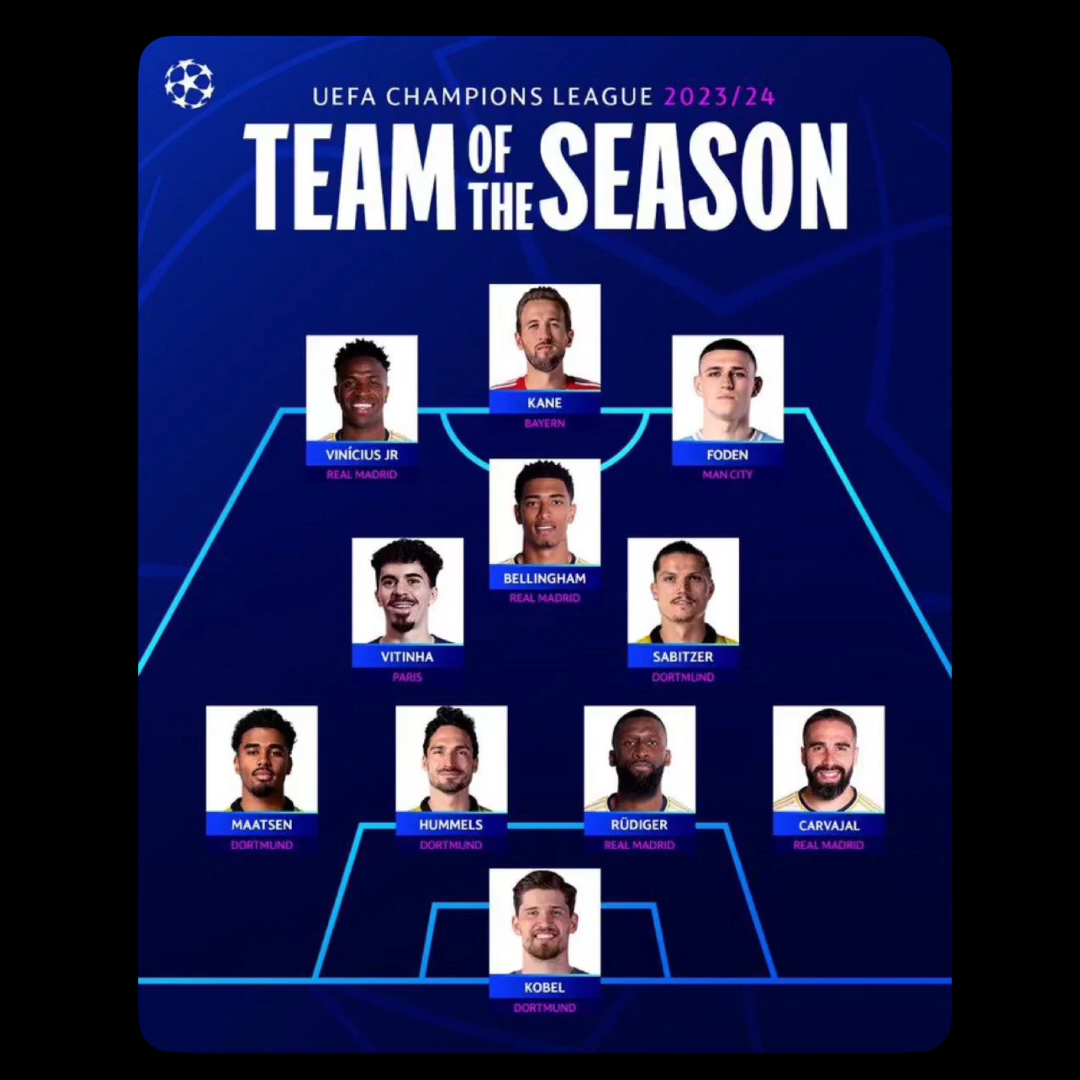 UEFA CHAMPIONS LEAGUE 2023/24
TEAM OF THE SEASON
KANE
BAYERN
VINÍCIUS JR
REAL MADRID
FODEN
MAN CITY
BELLINGHAM
REAL MADRID
VITINHA
PARIS
SABITZER
DORTMUND
MAATSEN
DORTMUND
HUMMELS
DORTMUND
RÜDIGER
REAL MADRID
CARVAJAL
REAL MADRID
KOBEL
DORTMUND